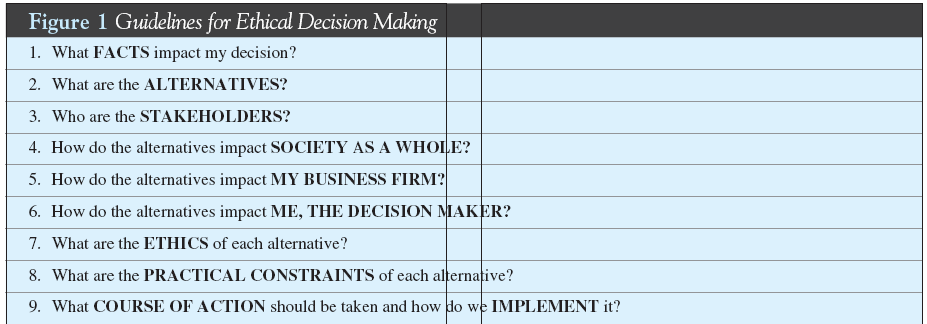 Figure 1 Guidelines for Ethical Decision Making
1. What FACTS impact my decision?
2. What are the ALTERNATIVES?
3. Who are the STAKEHOLDERS?
4. How do the alternatives impact SOCIETY AS A WHOLE?
5. How do the alternatives impact MY BUSINESS FIRM?
6. How do the alternatives impact ME, THE DECISION MAKER?
7. What are the ETHICS of each alternative?
8. What are the PRACTICAL CONSTRAINTS of each alternative?
9. What COURSE OF ACTION should be taken and how do we IMPLEMENT it?